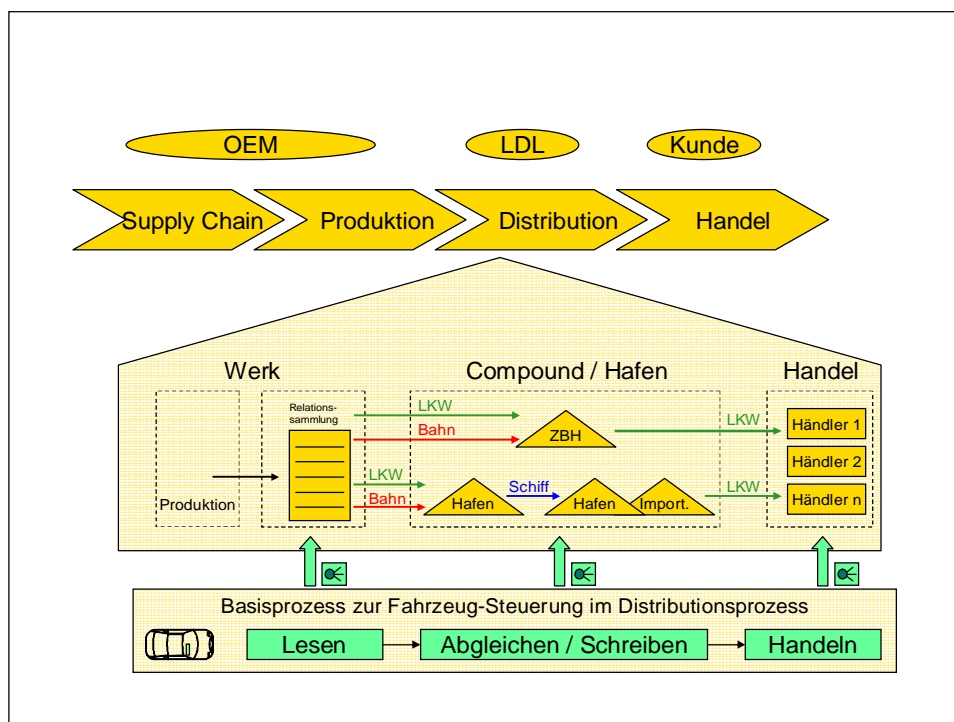 OEM
LDL
Kunde
Supply Chain
Produktion
Distribution
Handel
Werk
Compound / Hafen
Handel
Relations-
sammlung
LKW
Bahn
ZBH
LKW
Händler 1
Händler 2
Händler n
Produktion
LKW
Bahn
Hafen
Schiff
Hafen
Import.
LKW
Basisprozess zur Fahrzeug-Steuerung im Distributionsprozess
Lesen
Abgleichen / Schreiben
Handeln